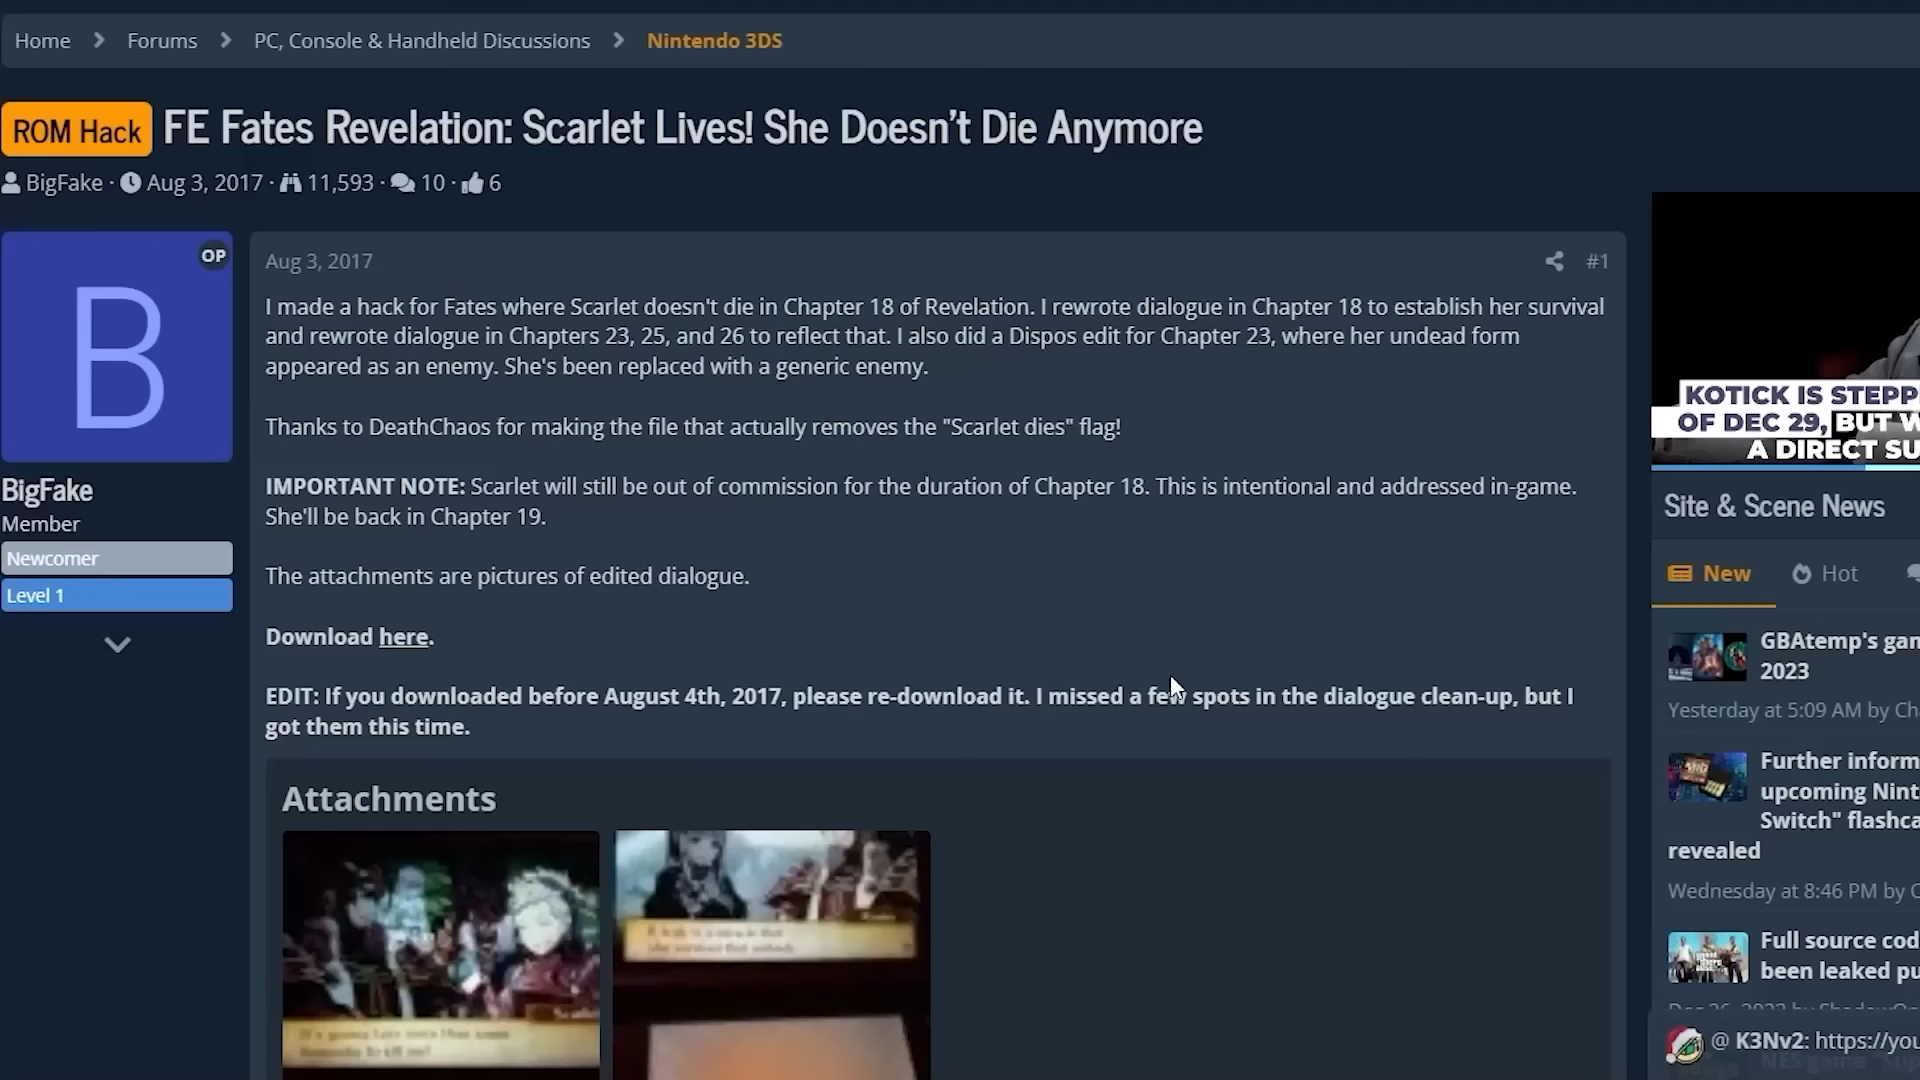 Home
Forums
PC, Console & Handheld Discussions
Nintendo 3DS
ROM Hack
FE Fates Revelation: Scarlet Lives! She Doesn't Die Anymore
BigFake · Aug 3, 2017 · 11,593 · 10 · 6
B
OP
BigFake
Member
Newcomer
Level 1
Aug 3, 2017
#1
I made a hack for Fates where Scarlet doesn't die in Chapter 18 of Revelation. I rewrote dialogue in Chapter 18 to establish her survival
and rewrote dialogue in Chapters 23, 25, and 26 to reflect that. I also did a Dispos edit for Chapter 23, where her undead form
appeared as an enemy. She's been replaced with a generic enemy.
Thanks to DeathChaos for making the file that actually removes the "Scarlet dies" flag!
IMPORTANT NOTE: Scarlet will still be out of commission for the duration of Chapter 18. This is intentional and addressed in-game.
She'll be back in Chapter 19.
The attachments are pictures of edited dialogue.
Download here.
EDIT: If you downloaded before August 4th, 2017, please re-download it. I missed a few spots in the dialogue clean-up, but I
got them this time.
Attachments
KOTICK IS STEPP
OF DEC 29, BUT W
A DIRECT SU
Site & Scene News
New
Hot
GBAtemp's gam
2023
Yesterday at 5:09 AM by Ch
Further inform
upcoming Nint
Switch" flashca
revealed
Wednesday at 8:46 PM by C
Full source cod
been leaked pu
@ K3Nv2: https://you